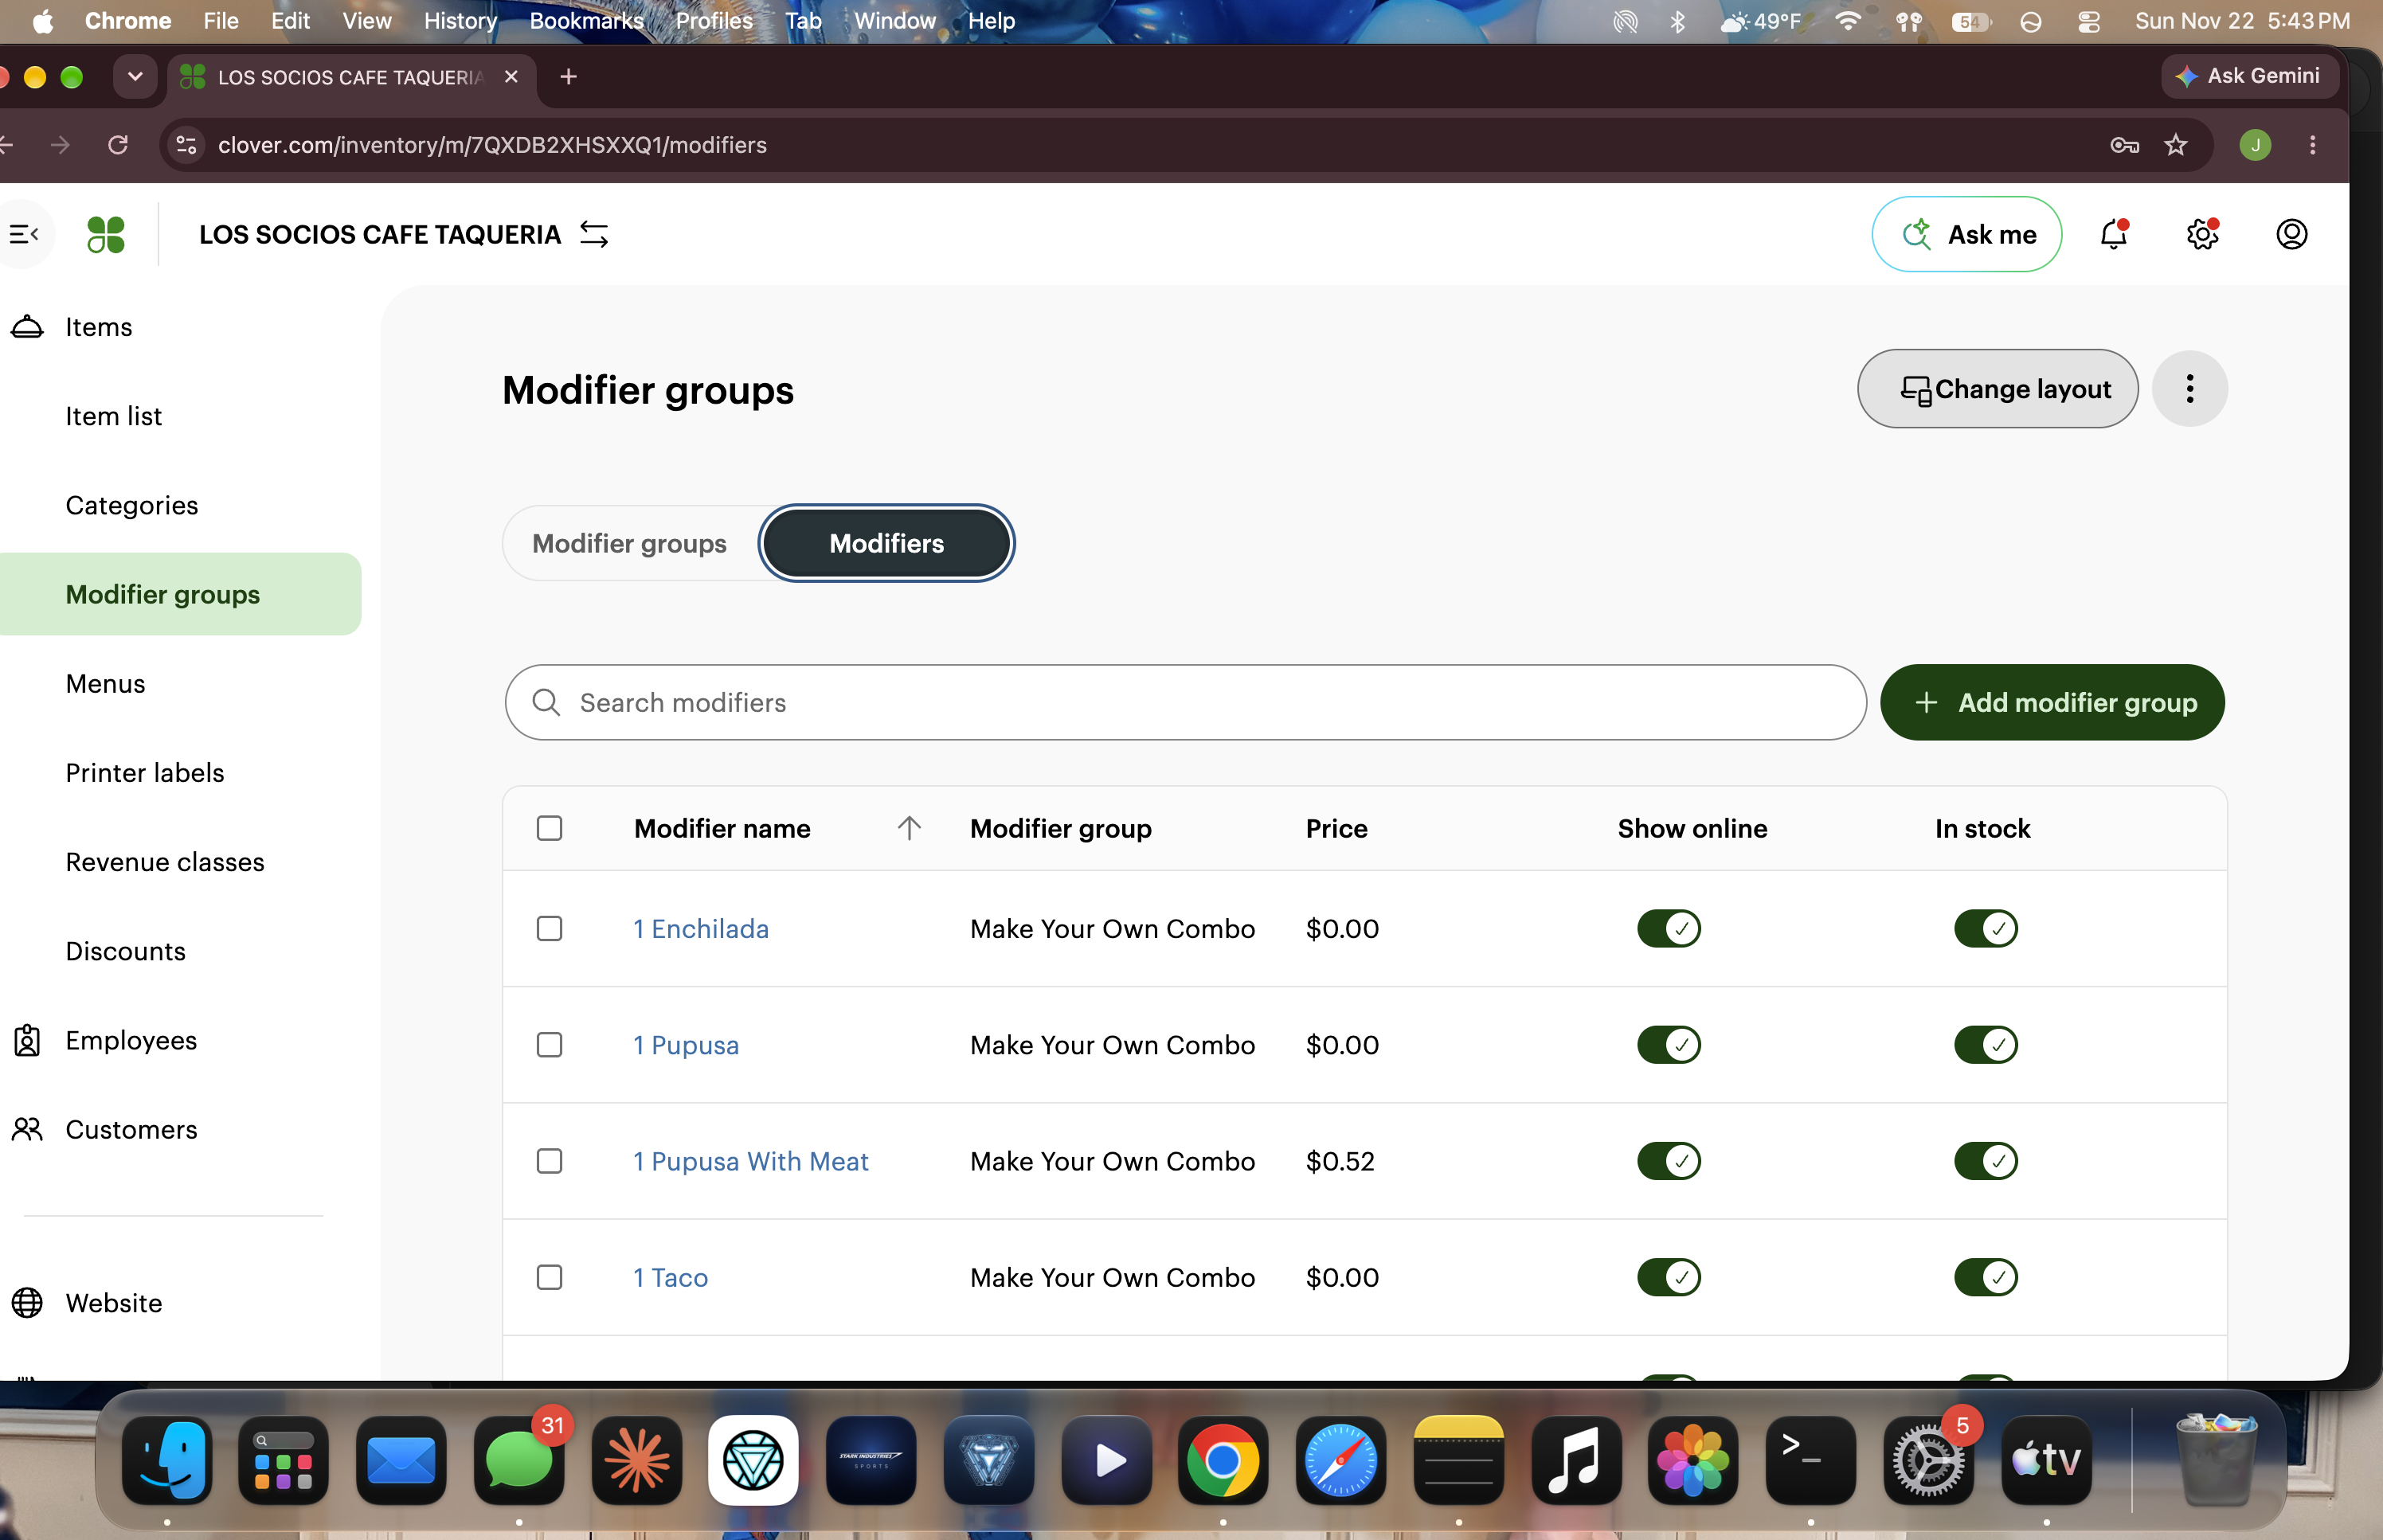 Chrome File Edit View History Bookmarks Profiles Tab Window Help 49°F 54 Sun Nov 22 5:43 PM
LOS SOCIOS CAFE TAQUERIA Ask Gemini
clover.com/inventory/m/7QXDB2XHSXXQ1/modifiers J
LOS SOCIOS CAFE TAQUERIA Ask me
Items
Item list
Categories
Modifier groups
Menus
Printer labels
Revenue classes
Discounts
Employees
Customers
Website
Modifier groups Change layout
Modifier groups Modifiers
Search modifiers + Add modifier group
Modifier name Modifier group Price Show online In stock
1 Enchilada Make Your Own Combo $0.00
1 Pupusa Make Your Own Combo $0.00
1 Pupusa With Meat Make Your Own Combo $0.52
1 Taco Make Your Own Combo $0.00
31 STARK INDUSTRIES SPORTS 5 tv